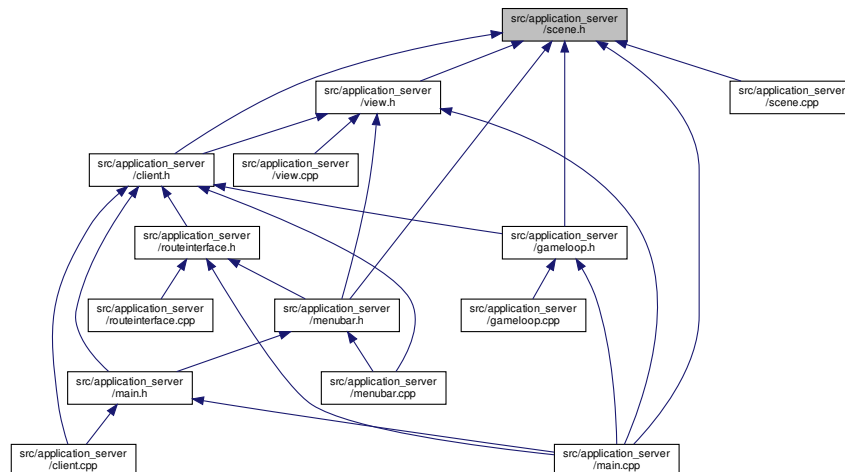 src/application_server
/scene.h
src/application_server
/view.h
src/application_server
/scene.cpp
src/application_server
/client.h
src/application_server
/view.cpp
src/application_server
/routeinterface.h
src/application_server
/gameloop.h
src/application_server
/routeinterface.cpp
src/application_server
/menubar.h
src/application_server
/gameloop.cpp
src/application_server
/main.h
src/application_server
/menubar.cpp
src/application_server
/client.cpp
src/application_server
/main.cpp